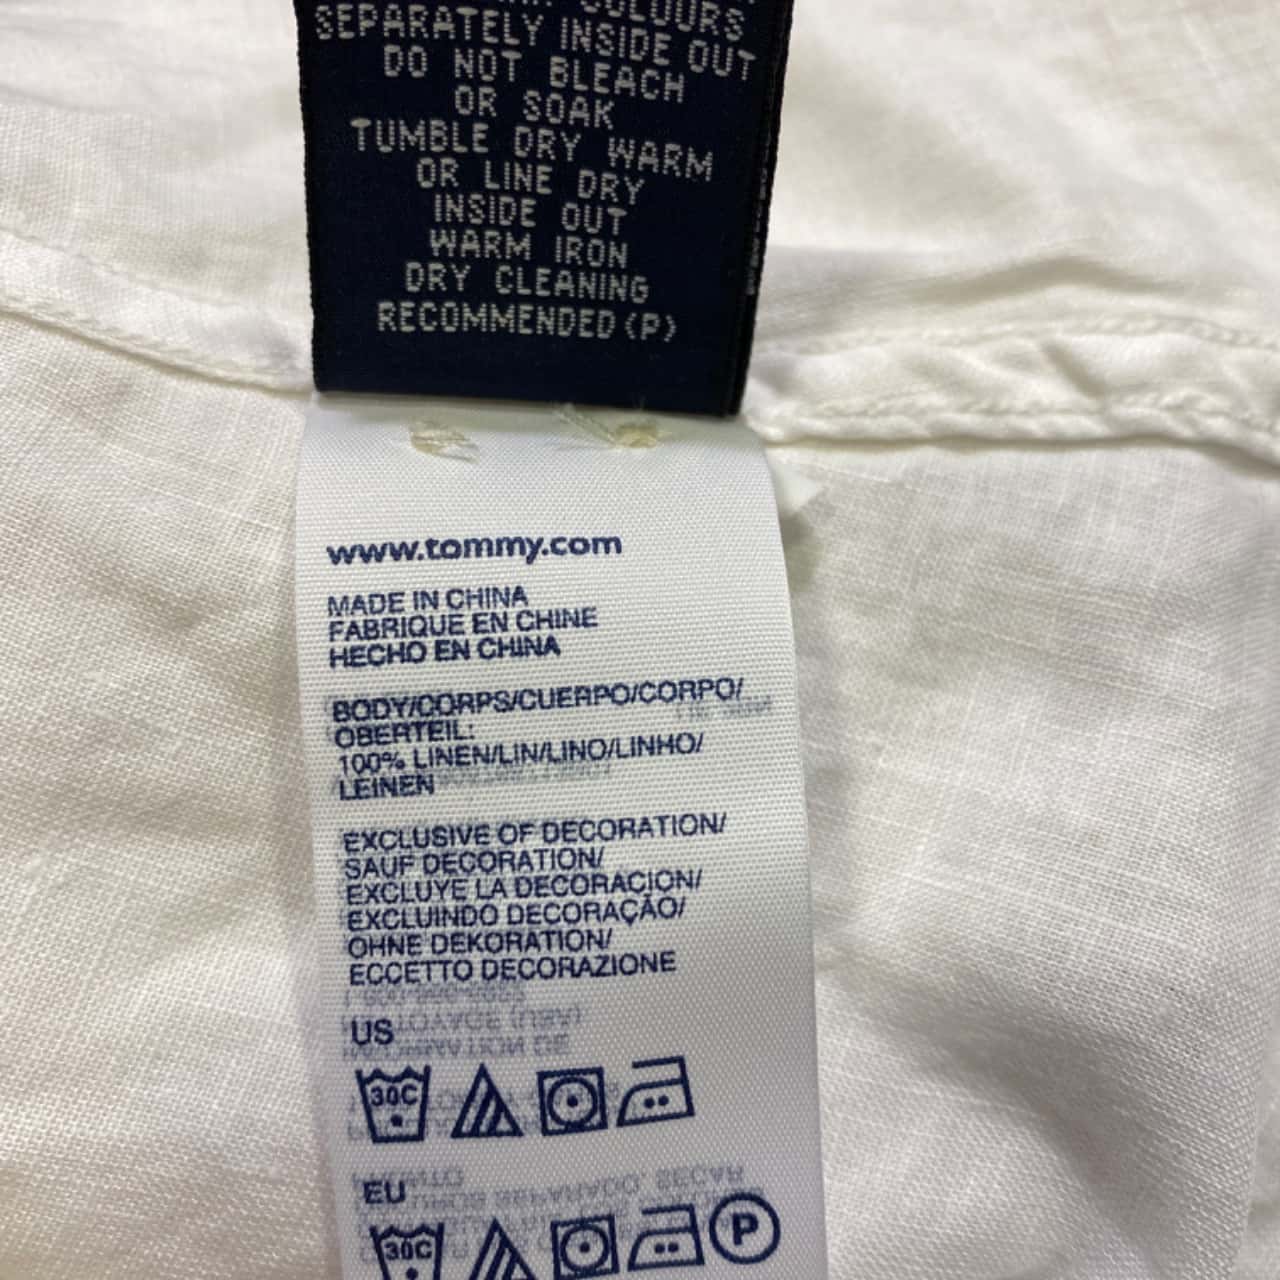 COLOURS
SEPARATELY INSIDE OUT
DO NOT BLEACH
OR SOAK
TUMBLE DRY WARM
OR LINE DRY
INSIDE OUT
WARM IRON
DRY CLEANING
RECOMMENDED (P)
www.tommy.com
MADE IN CHINA
FABRIQUE EN CHINE
HECHO EN CHINA
BODY/CORPS/CUERPO/CORPO/
OBERTEIL:
100% LINEN/LIN/LINO/LINHO/
LEINEN
EXCLUSIVE OF DECORATION/
SAUF DECORATION/
EXCLUYE LA DECORACION/
EXCLUINDO DECORAÇÃO/
OHNE DEKORATION/
ECCETTO DECORAZIONE
US
30C
EU
30C P